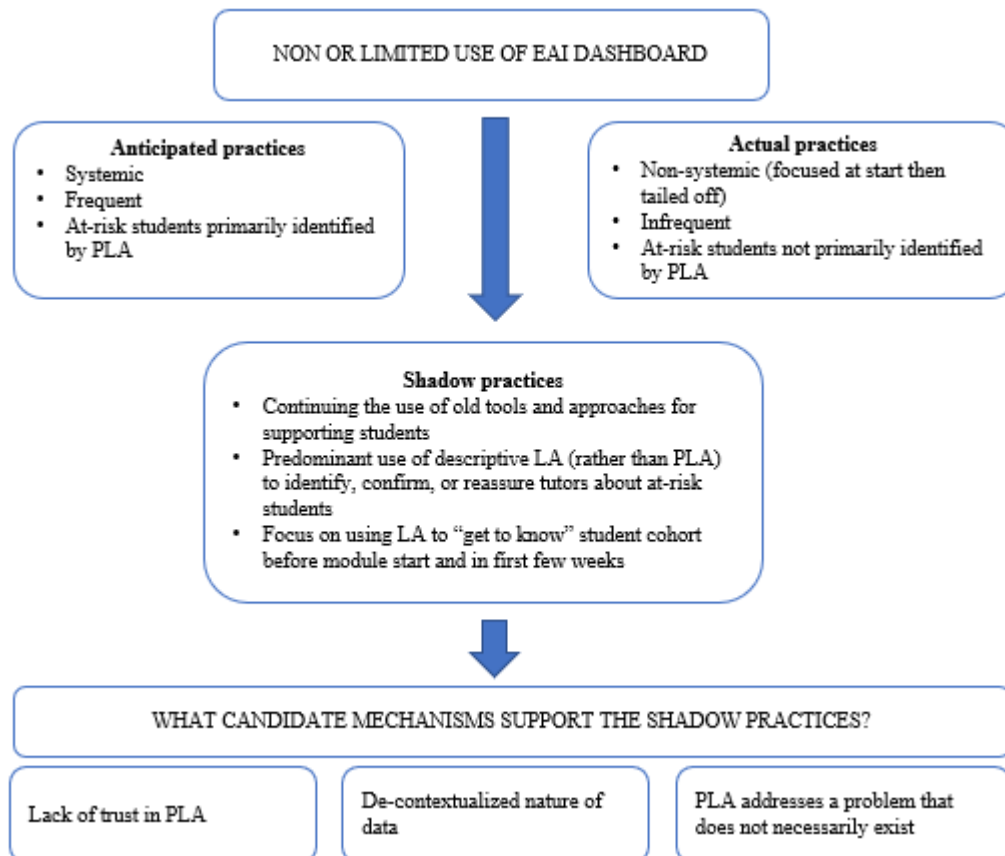 NON OR LIMITED USE OF EAI DASHBOARD
Anticipated practices
• Systemic
• Frequent
• At-risk students primarily identified
by PLA
Actual practices
• Non-systemic (focused at start then
tailed off)
• Infrequent
• At-risk students not primarily identified
by PLA
Shadow practices
• Continuing the use of old tools and approaches for
supporting students
• Predominant use of descriptive LA (rather than PLA)
to identify, confirm, or reassure tutors about at-risk
students
• Focus on using LA to “get to know” student cohort
before module start and in first few weeks
WHAT CANDIDATE MECHANISMS SUPPORT THE SHADOW PRACTICES?
Lack of trust in PLA
De-contextualized nature of
data
PLA addresses a problem that
does not necessarily exist